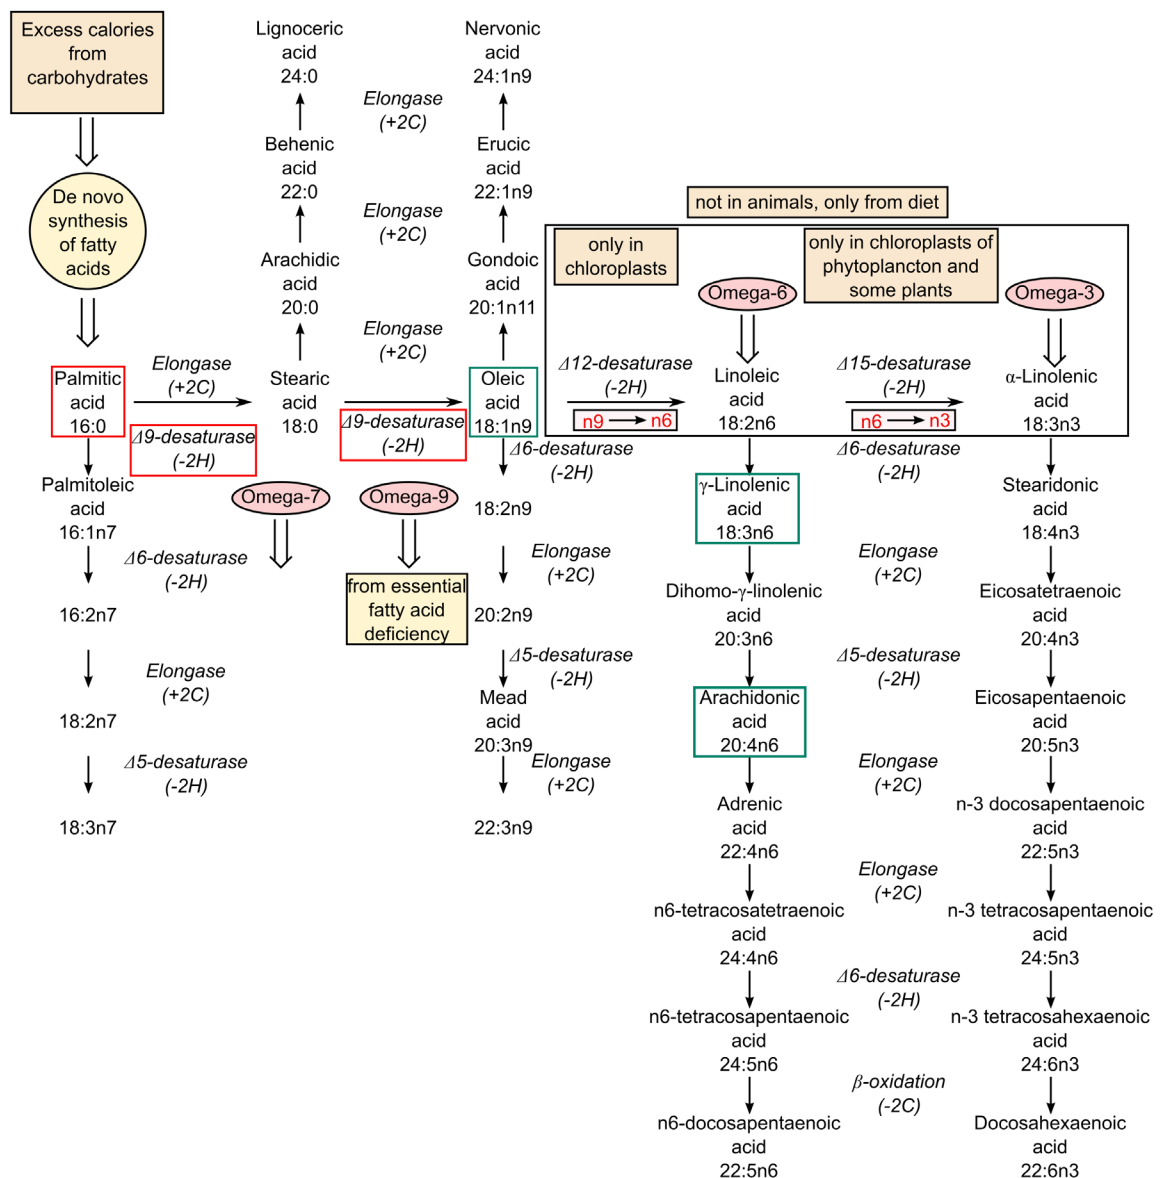 Excess calories
from
carbohydrates
De novo
synthesis
of fatty
acids
Palmitic
acid
16:0
Elongase
(+2C)
Δ9-desaturase
(-2H)
Palmitoleic
acid
16:1n7
Δ6-desaturase
(-2H)
16:2n7
Elongase
(+2C)
18:2n7
Δ5-desaturase
(-2H)
18:3n7
Omega-7
Lignoceric
acid
24:0
Behenic
acid
22:0
Arachidic
acid
20:0
Stearic
acid
18:0
Elongase
(+2C)
Elongase
(+2C)
Elongase
(+2C)
Δ9-desaturase
(-2H)
Omega-9
from essential
fatty acid
deficiency
Nervonic
acid
24:1n9
Erucic
acid
22:1n9
Gondoic
acid
20:1n11
Oleic
acid
18:1n9
Δ6-desaturase
(-2H)
18:2n9
Elongase
(+2C)
20:2n9
Δ5-desaturase
(-2H)
Mead
acid
20:3n9
Elongase
(+2C)
22:3n9
not in animals, only from diet
only in
chloroplasts
Δ12-desaturase
(-2H)
n9 n6
Omega-6
Linoleic
acid
18:2n6
only in chloroplasts of
phytoplancton and
some plants
Δ15-desaturase
(-2H)
n6 n3
Omega-3
α-Linolenic
acid
18:3n3
γ-Linolenic
acid
18:3n6
Dihomo-γ-linolenic
acid
20:3n6
Arachidonic
acid
20:4n6
Adrenic
acid
22:4n6
n6-tetracosatetraenoic
acid
24:4n6
n6-tetracosapentaenoic
acid
24:5n6
n6-docosapentaenoic
acid
22:5n6
Δ6-desaturase
(-2H)
Elongase
(+2C)
Δ5-desaturase
(-2H)
Elongase
(+2C)
Elongase
(+2C)
Δ6-desaturase
(-2H)
β-oxidation
(-2C)
Stearidonic
acid
18:4n3
Eicosatetraenoic
acid
20:4n3
Eicosapentaenoic
acid
20:5n3
n-3 docosapentaenoic
acid
22:5n3
n-3 tetracosapentaenoic
acid
24:5n3
n-3 tetracosahexaenoic
acid
24:6n3
Docosahexaenoic
acid
22:6n3